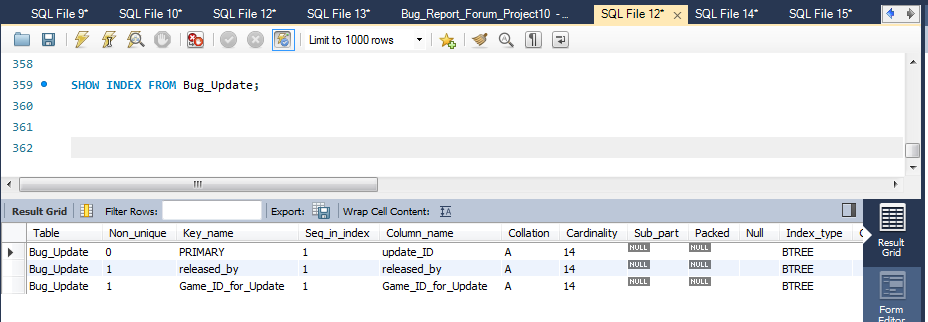 SQL File 9* SQL File 10* SQL File 12* SQL File 13* Bug_Report_Forum_Project10 - ... SQL File 12* × SQL File 14* SQL File 15*
Limit to 1000 rows
358
359 SHOW INDEX FROM Bug_Update;
360
361
362
Result Grid Filter Rows: Export: Wrap Cell Content:
Table Non_unique Key_name Seq_in_index Column_name Collation Cardinality Sub_part Packed Null Index_type
Bug_Update 0 PRIMARY 1 update_ID A 14 NULL NULL BTREE
Bug_Update 1 released_by 1 released_by A 14 NULL NULL BTREE
Bug_Update 1 Game_ID_for_Update 1 Game_ID_for_Update A 14 NULL NULL BTREE
Result
Grid
Form
Editor